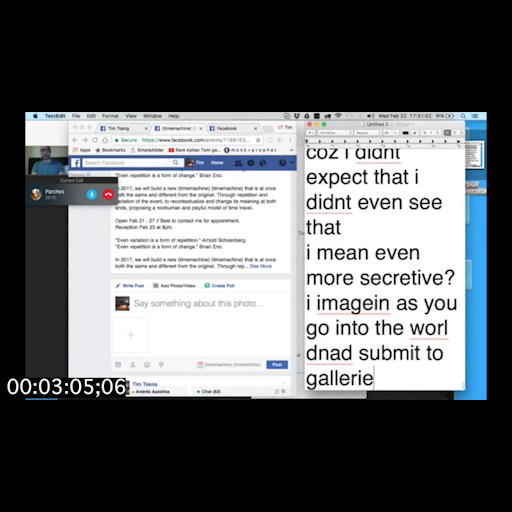 TextEdit File Edit Format View Window Help
Wed Feb 22 17:31:52 91%
Tim Tsang
(timemachine)
Facebook
Tim
Secure https://www.facebook.com/events/1189153
Apps Bookmarks SimpleAdder Rare Aphex Twin
Search Facebook
Tim Home
Current Call
Parches
"Even repetition is a form of change." Brian Eno.
In 2017, we will build a new (timemachine) that is at once
both the same and different from the original. Through repetition and
variation of the event, to recontextualize and change its meaning at both
ends, proposing a nonhuman and playful model of time travel.
Open Feb 21 - 27 // Best to contact me for appointment.
Reception Feb 23 at 8pm.
"Even variation is a form of repetition." Arnold Schoenberg.
"Even repetition is a form of change." Brian Eno.
In 2017, we will build a new (timemachine) that is at once
both the same and different from the original. Through rep... See More
Write Post Add Photo/Video Create Poll
Say something about this photo...
(timemachine) (timemachine) Post
Tim Tsang
Andrés Azzolina
Chat (63)
Untitled 2
coz i didnt
expect that i
didnt even see
that
i mean even
more secretive?
i imagein as you
go into the worl
dnad submit to
gallerie
00:03:05;06